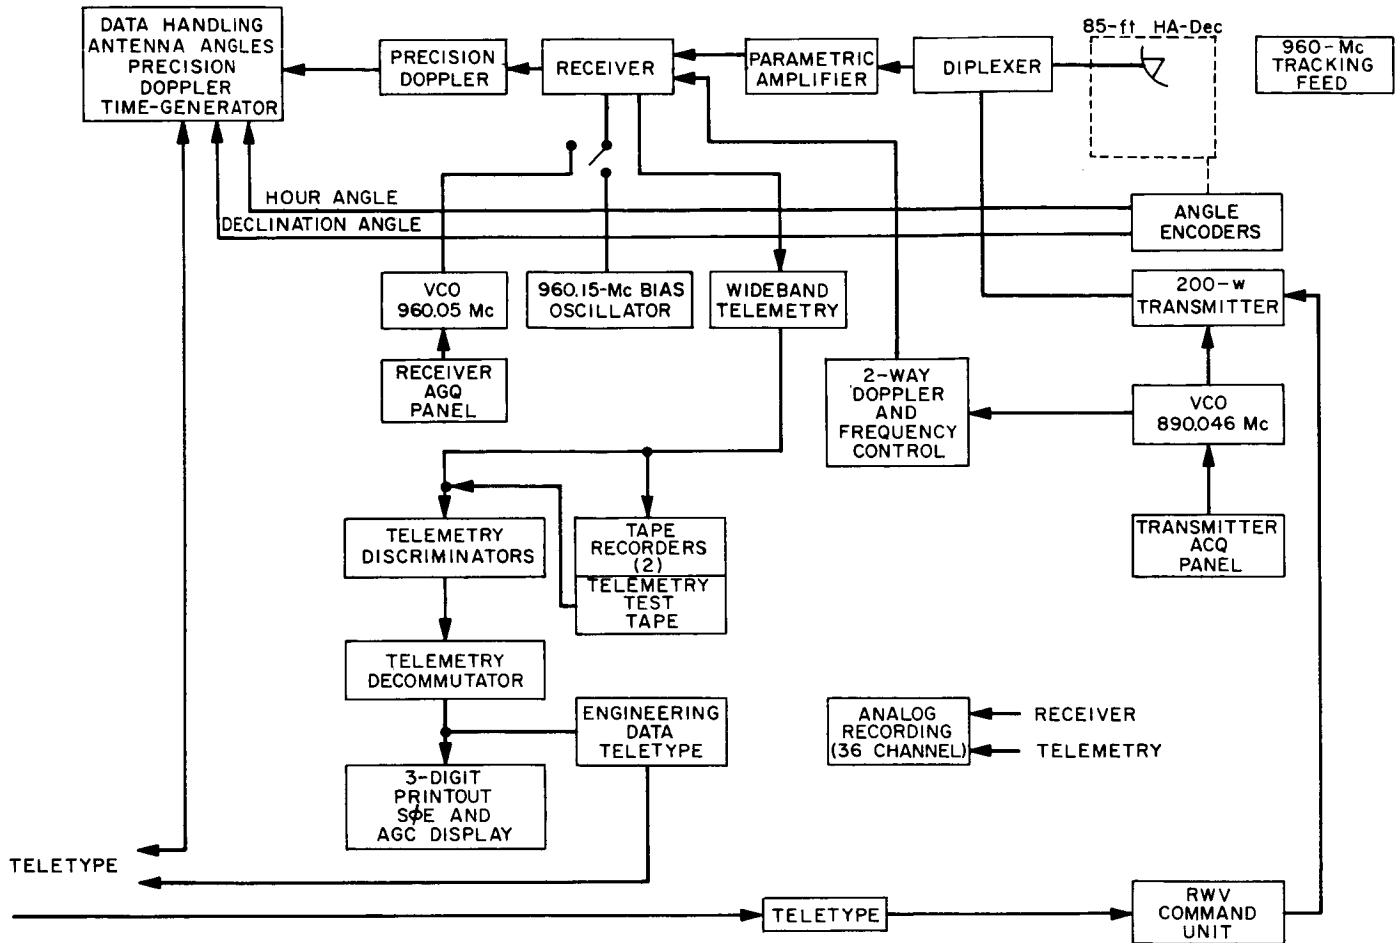 DATA HANDLING
ANTENNA ANGLES
PRECISION
DOPPLER
TIME-GENERATOR
PRECISION
DOPPLER
RECEIVER
PARAMETRIC
AMPLIFIER
DIPLEXER
85-ft HA-Dec
960-Mc
TRACKING
FEED
HOUR ANGLE
DECLINATION ANGLE
ANGLE
ENCODERS
VCO
960.05 Mc
960.15-Mc BIAS
OSCILLATOR
WIDEBAND
TELEMETRY
200-W
TRANSMITTER
RECEIVER
AGQ
PANEL
2-WAY
DOPPLER
AND
FREQUENCY
CONTROL
VCO
890.046 Mc
TELEMETRY
DISCRIMINATORS
TAPE
RECORDERS
(2)
TELEMETRY
TEST
TAPE
TRANSMITTER
ACQ
PANEL
TELEMETRY
DECOMMUTATOR
ENGINEERING
DATA
TELETYPE
ANALOG
RECORDING
(36 CHANNEL)
RECEIVER
TELEMETRY
3-DIGIT
PRINTOUT
SϕE AND
AGC DISPLAY
TELETYPE
TELETYPE
RWV
COMMAND
UNIT